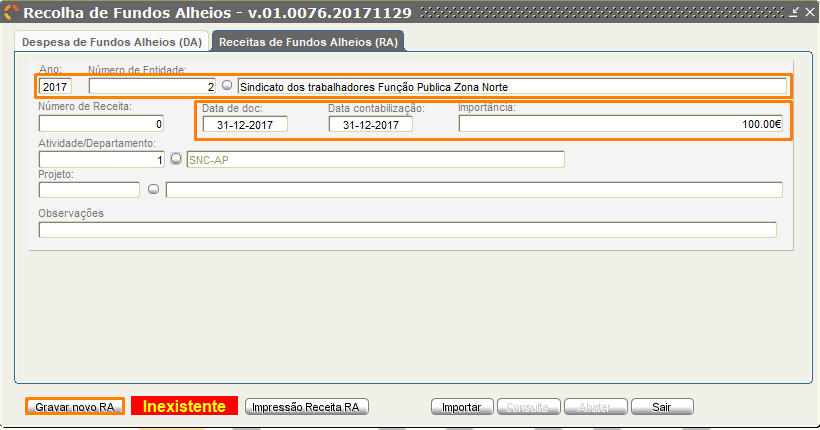 Recolha de Fundos Alheios - v.01.0076.20171129
Despesa de Fundos Alheios (DA) Receitas de Fundos Alheios (RA)
Ano: Número de Entidade:
2017 2 Sindicato dos trabalhadores Função Publica Zona Norte
Número de Receita: Data de doc: Data contabilização: Importância:
0 31-12-2017 31-12-2017 100.00€
Atividade/Departamento:
1 SNC-AP
Projeto:
Observações
Gravar novo RA Inexistente Impressão Receita RA Importar Consulta Abater Sair